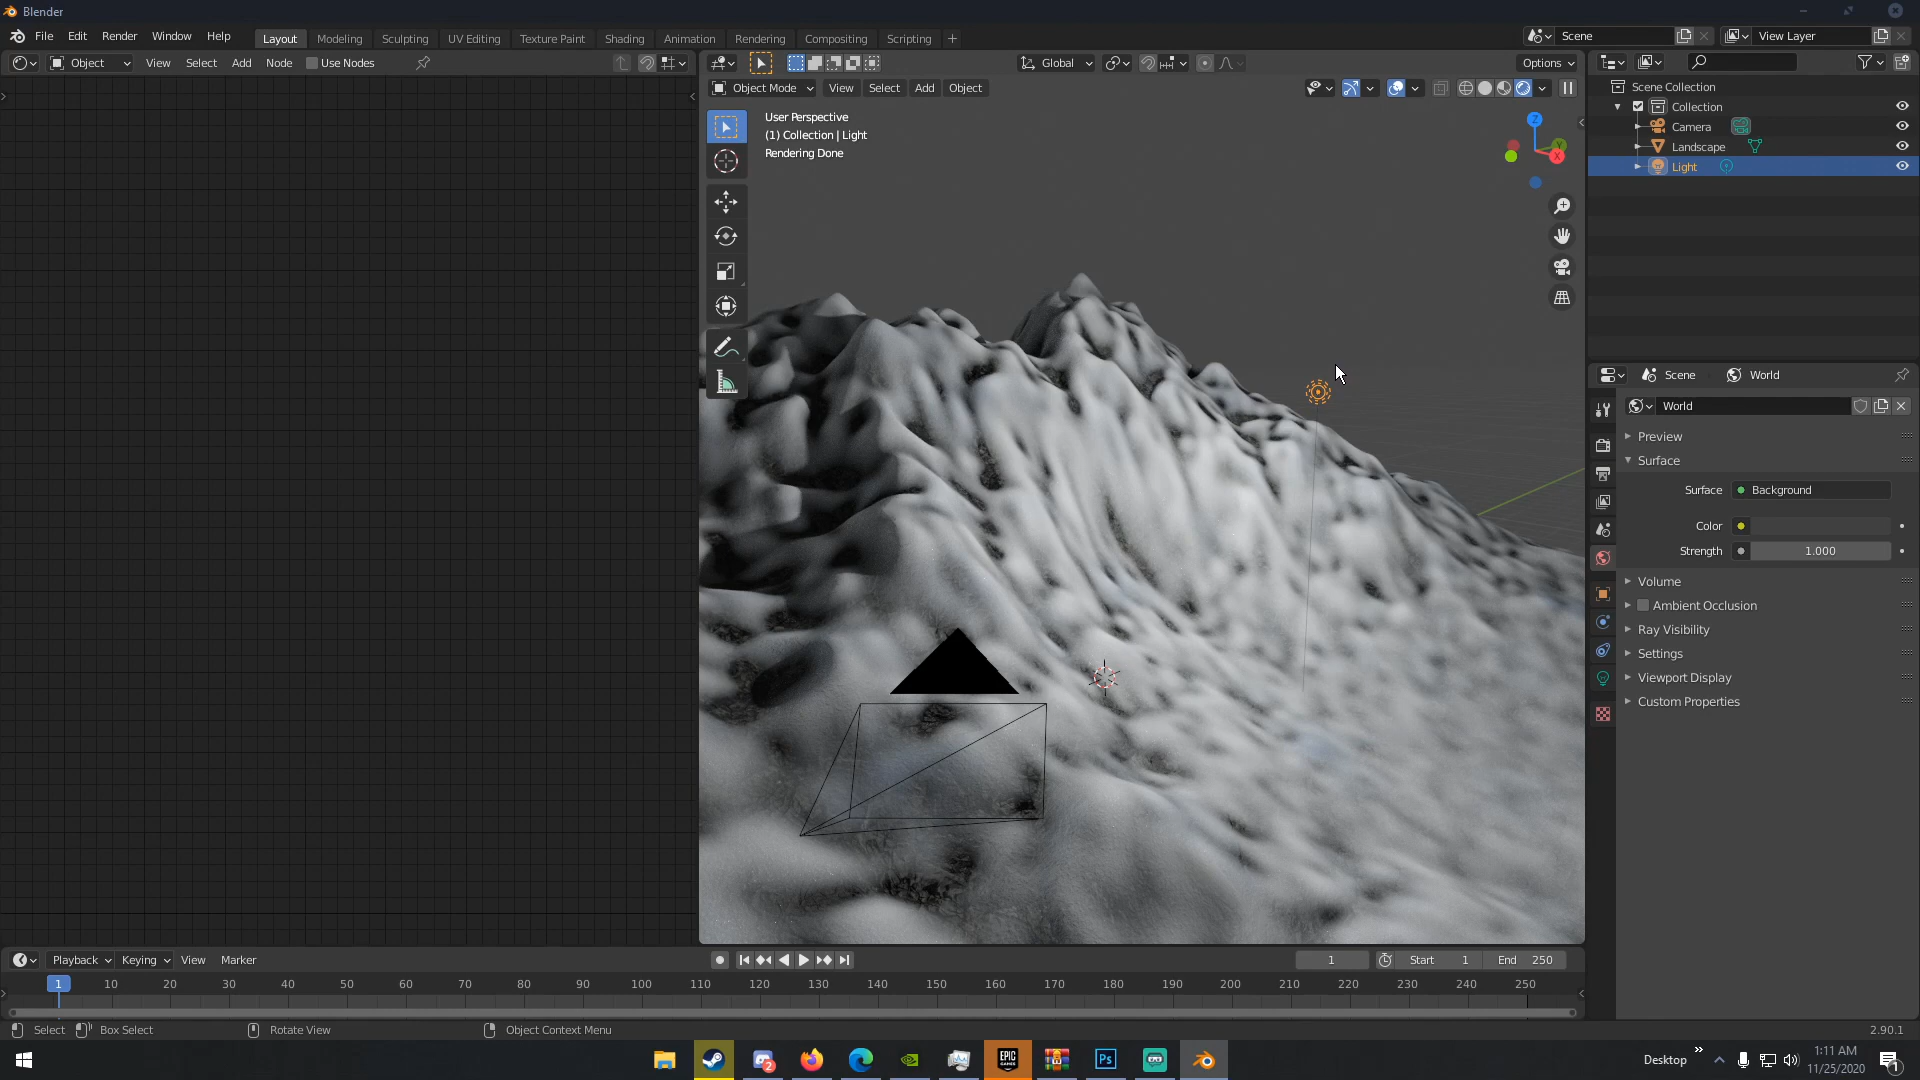 Blender
File Edit Render Window Help Layout Modeling Sculpting UV Editing Texture Paint Shading Animation Rendering Compositing Scripting + Scene View Layer
Object View Select Add Node Use Nodes Global Options
Object Mode View Select Add Object
User Perspective
(1) Collection | Light
Rendering Done
Z
Y
X
Scene Collection
Collection
Camera
Landscape
Light
Scene World
World
Preview
Surface
Surface Background
Color
Strength 1.000
Volume
Ambient Occlusion
Ray Visibility
Settings
Viewport Display
Custom Properties
Playback Keying View Marker 1 Start 1 End 250
1 10 20 30 40 50 60 70 80 90 100 110 120 130 140 150 160 170 180 190 200 210 220 230 240 250
Select Box Select Rotate View Object Context Menu 2.90.1
2 EPIC GAMES Ps Desktop 1:11 AM
11/25/2020 1